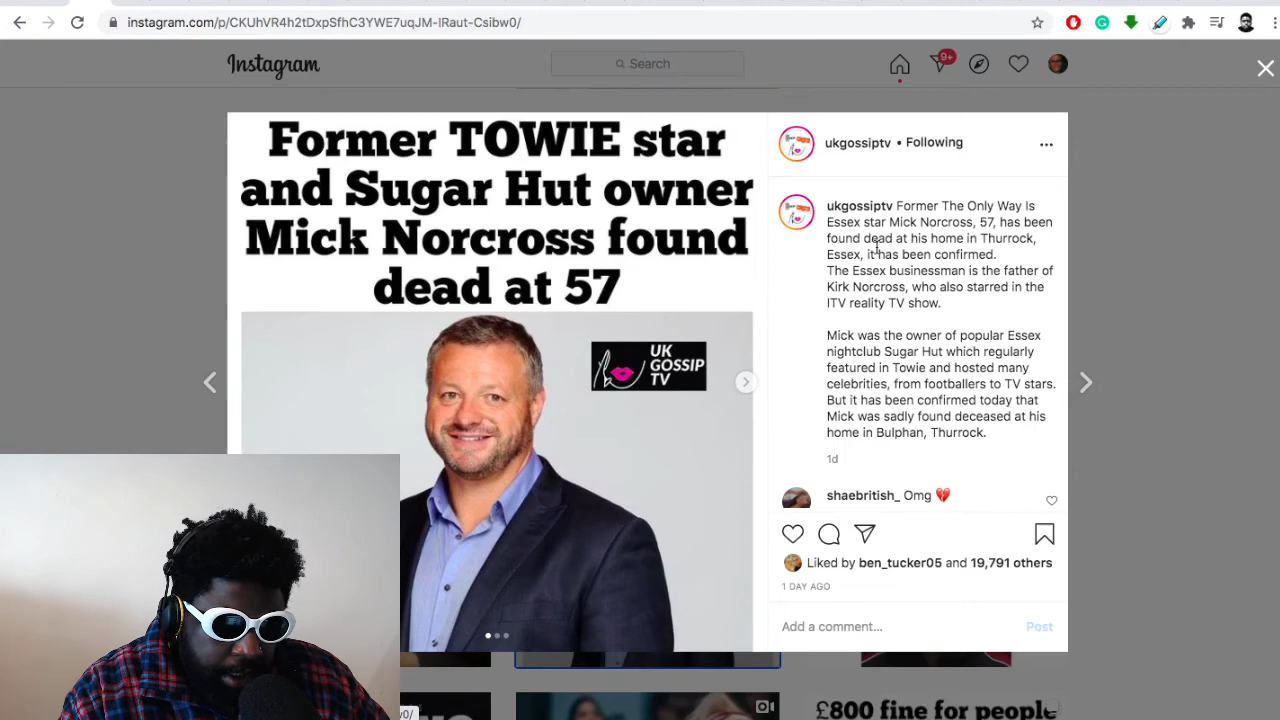 instagram.com/p/CKUhVR4h2tDxpSfhC3YWE7uqJM-IRaut-Csibw0/
Instagram
Search
9+
Former TOWIE star
and Sugar Hut owner
Mick Norcross found
dead at 57
UK
GOSSIP
TV
ukgossiptv • Following
ukgossiptv Former The Only Way Is
Essex star Mick Norcross, 57, has been
found dead at his home in Thurrock,
Essex, it has been confirmed.
The Essex businessman is the father of
Kirk Norcross, who also starred in the
ITV reality TV show.
Mick was the owner of popular Essex
nightclub Sugar Hut which regularly
featured in Towie and hosted many
celebrities, from footballers to TV stars.
But it has been confirmed today that
Mick was sadly found deceased at his
home in Bulphan, Thurrock.
1d
shaebritish_ Omg 💔
Liked by ben_tucker05 and 19,791 others
1 DAY AGO
Add a comment...
Post
v0/
£800 fine for people